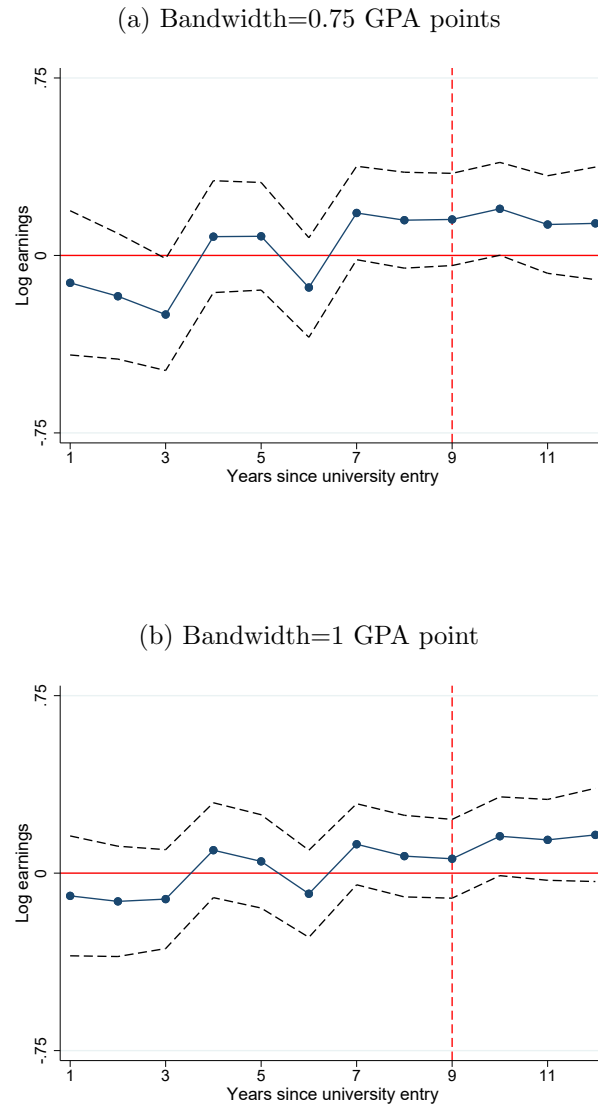 (a) Bandwidth=0.75 GPA points
.75
0
-.75
Log earnings
1 3 5 7 9 11
Years since university entry
(b) Bandwidth=1 GPA point
.75
0
-.75
Log earnings
1 3 5 7 9 11
Years since university entry